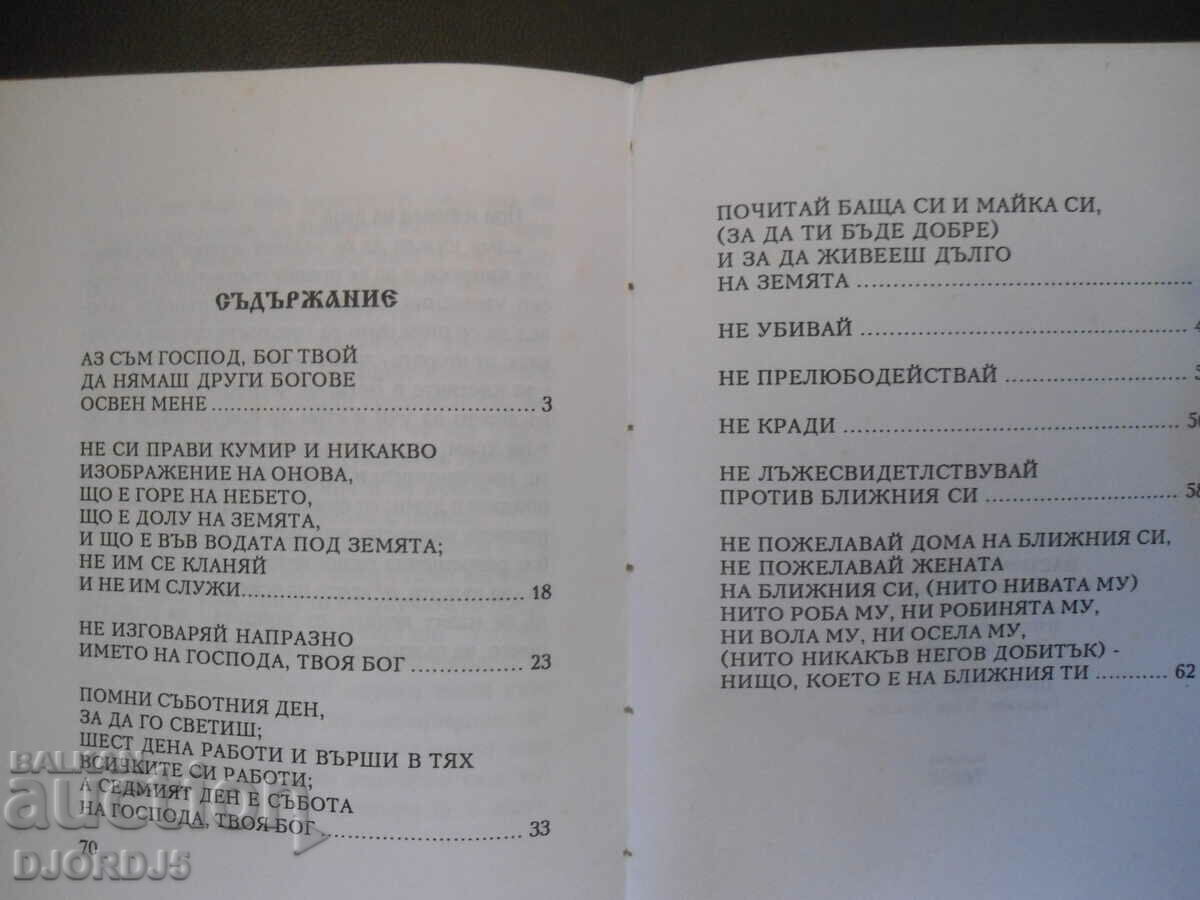 СЪДЪРЖАНИЕ
АЗ СЪМ ГОСПОД, БОГ ТВОЙ
ДА НЯМАШ ДРУГИ БОГОВЕ
ОСВЕН МЕНЕ ........ 3
НЕ СИ ПРАВИ КУМИР И НИКАКВО
ИЗОБРАЖЕНИЕ НА ОНОВА,
ЩО Е ГОРЕ НА НЕБЕТО,
ЩО Е ДОЛУ НА ЗЕМЯТА,
И ЩО Е ВЪВ ВОДАТА ПОД ЗЕМЯТА;
НЕ ИМ СЕ КЛАНЯЙ
И НЕ ИМ СЛУЖИ........ 18
НЕ ИЗГОВАРЯЙ НАПРАЗНО
ИМЕТО НА ГОСПОДА, ТВОЯ БОГ ........ 23
ПОМНИ СЪБОТНИЯ ДЕН,
ЗА ДА ГО СВЕТИШ;
ШЕСТ ДЕНА РАБОТИ И ВЪРШИ В ТЯХ
ВСИЧКИТЕ СИ РАБОТИ;
А СЕДМИЯТ ДЕН Е СЪБОТА
НА ГОСПОДА, ТВОЯ БОГ ........ 33
70
ПОЧИТАЙ БАЩА СИ И МАЙКА СИ,
(ЗА ДА ТИ БЪДЕ ДОБРЕ)
И ЗА ДА ЖИВЕЕШ ДЪЛГО
НА ЗЕМЯТА ........
НЕ УБИВАЙ ........ 4
НЕ ПРЕЛЮБОДЕЙСТВАЙ ........ 5
НЕ КРАДИ ........ 56
НЕ ЛЪЖЕСВИДЕТЛСТВУВАЙ
ПРОТИВ БЛИЖНИЯ СИ ........ 58
НЕ ПОЖЕЛАВАЙ ДОМА НА БЛИЖНИЯ СИ,
НЕ ПОЖЕЛАВАЙ ЖЕНАТА
НА БЛИЖНИЯ СИ, (НИТО НИВАТА МУ)
НИТО РОБА МУ, НИ РОБИНЯТА МУ,
НИ ВОЛА МУ, НИ ОСЕЛА МУ,
(НИТО НИКАКЪВ НЕГОВ ДОБИТЪК) -
НИЩО, КОЕТО Е НА БЛИЖНИЯ ТИ ........ 62
BALKAN
auction
DJORDJ5